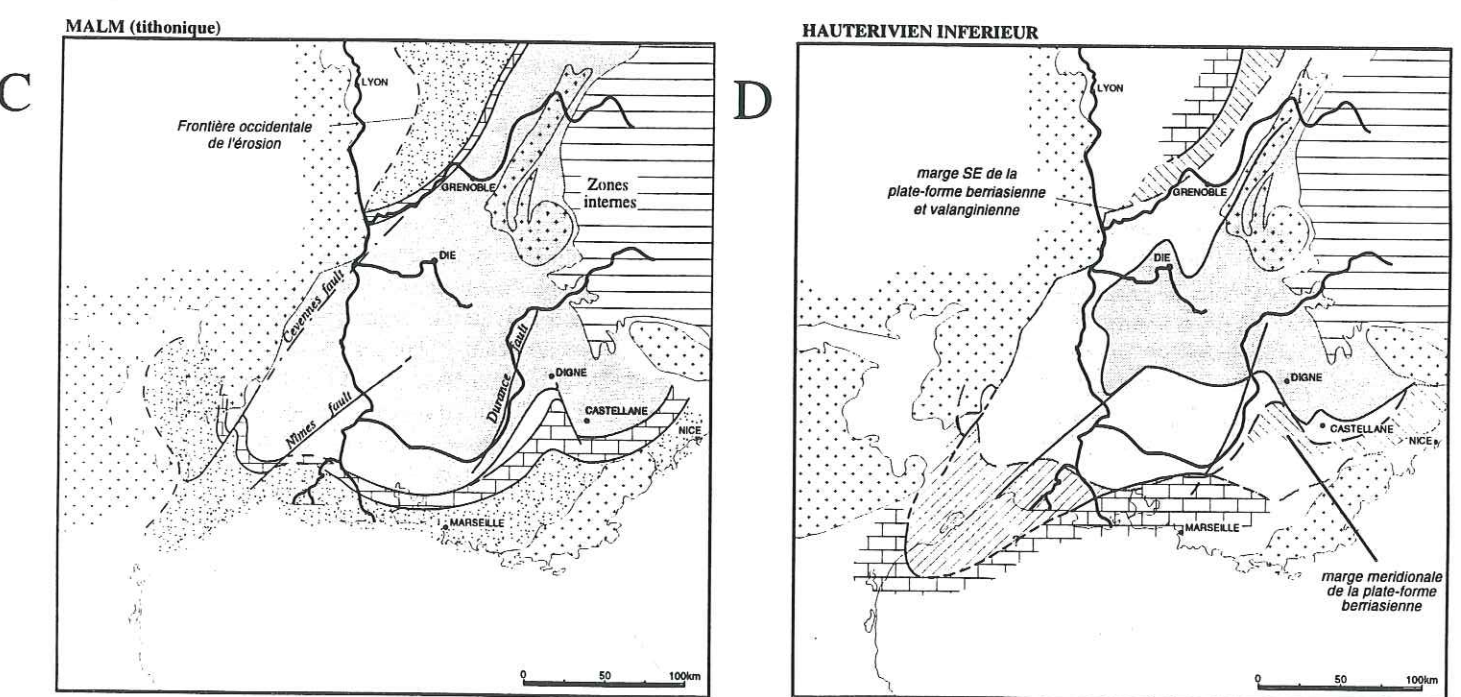 C
MALM (tithonique)
LYON
Frontière occidentale
de l'érosion
GRENOBLE
Zones
internes
DIE
Cevennes fault
Durance fault
Nîmes fault
DIGNE
CASTELLANE
NICE
MARSEILLE
0 50 100km
D
HAUTERIVIEN INFERIEUR
LYON
marge SE de la
plate-forme berriasienne
et valanginienne
GRENOBLE
DIE
DIGNE
CASTELLANE
NICE
MARSEILLE
marge meridionale
de la plate-forme
berriasienne
0 50 100km